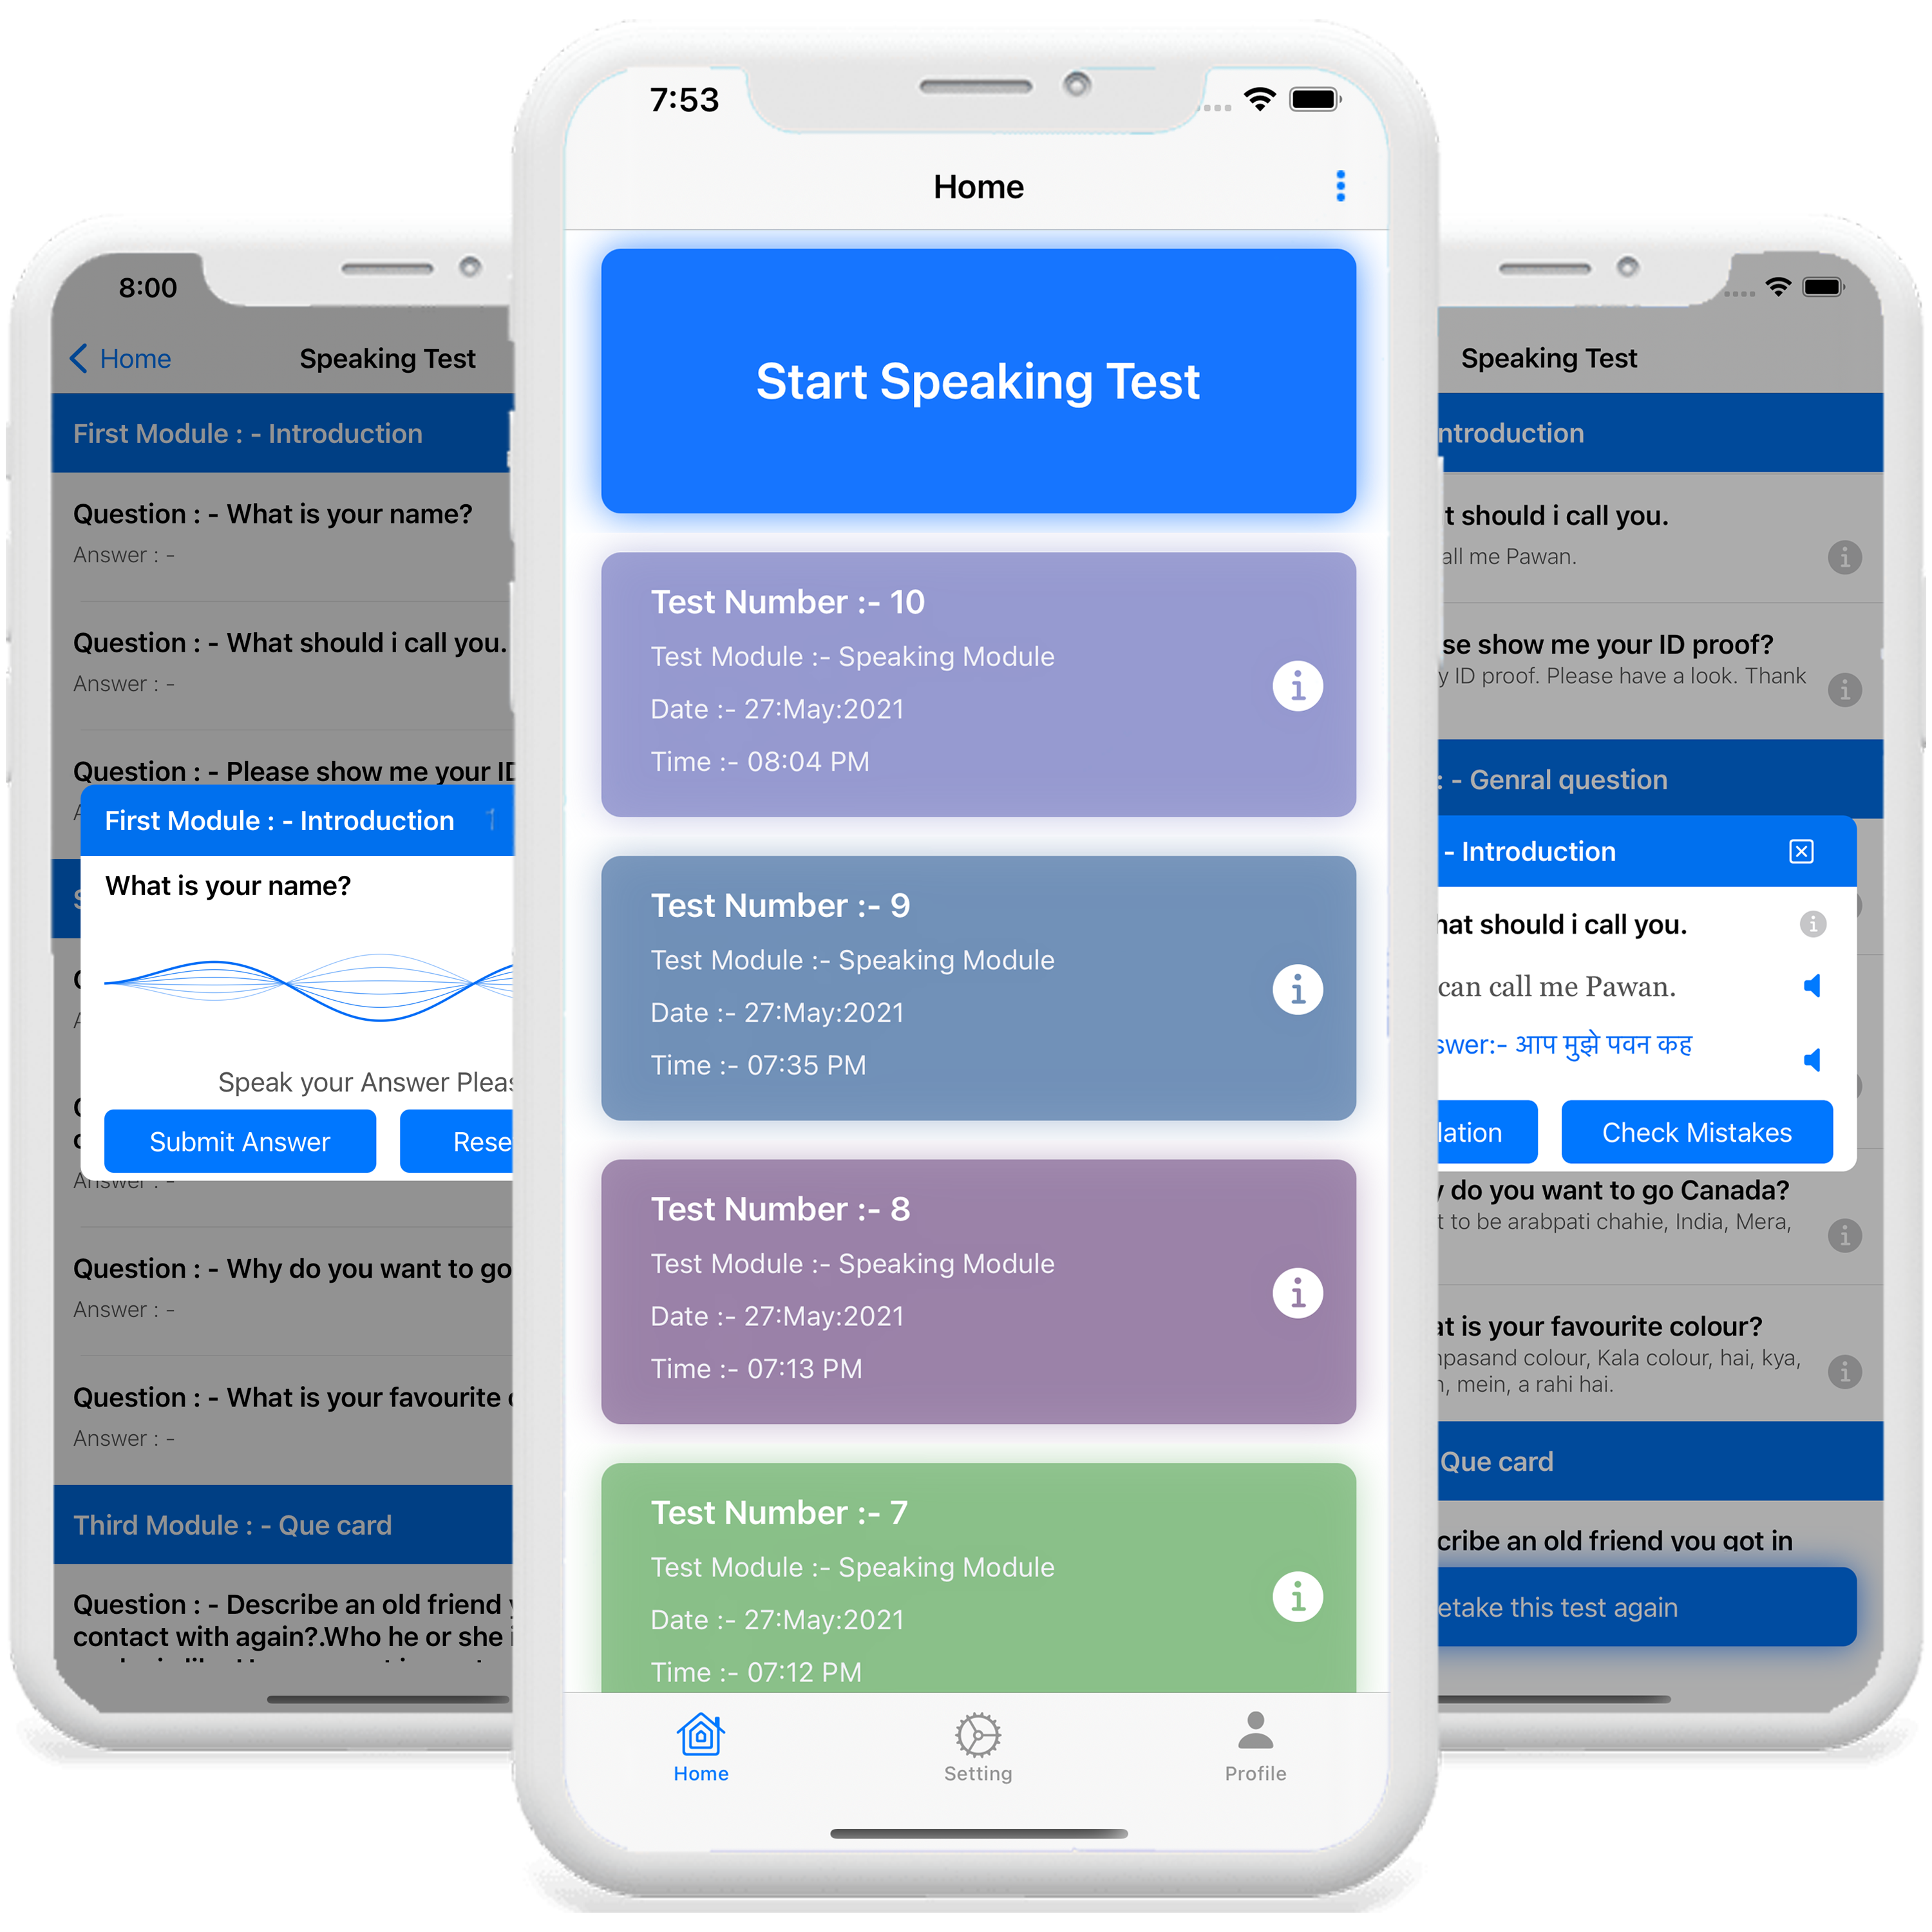 8:00
Home
Speaking Test
First Module : - Introduction
Question : - What is your name?
Answer : -
Question : - What should i call you.
Answer : -
Question : - Please show me your
First Module : - Introduction
What is your name?
Speak your Answer
Submit Answer
Answer : -
Question : - Why do you want to go
Answer : -
Question : - What is your favourite
Answer : -
Third Module : - Que card
Question : - Describe an old friend
contact with again?.Who he or she
7:53
Home
Start Speaking Test
Test Number :- 10
Test Module :- Speaking Module
Date :- 27:May:2021
Time :- 08:04 PM
Test Number :- 9
Test Module :- Speaking Module
Date :- 27:May:2021
Time :- 07:35 PM
Test Number :- 8
Test Module :- Speaking Module
Date :- 27:May:2021
Time :- 07:13 PM
Test Number :- 7
Test Module :- Speaking Module
Date :- 27:May:2021
Time :- 07:12 PM
Home
Setting
Profile
Speaking Test
ntroduction
t should i call you.
all me Pawan.
se show me your ID proof?
y ID proof. Please have a look. Thank
: - Genral question
- Introduction
hat should i call you.
can call me Pawan.
swer:- आप मुझे पवन कह
lation
Check Mistakes
y do you want to go Canada?
t to be arabpati chahie, India, Mera,
at is your favourite colour?
npasand colour, Kala colour, hai, kya,
, mein, a rahi hai.
Que card
cribe an old friend you got in
etake this test again